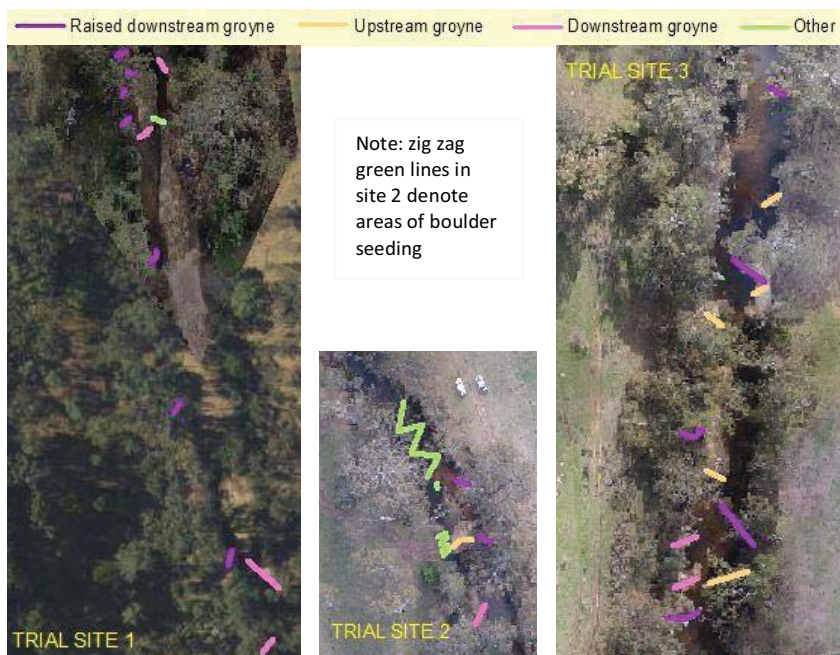 Raised downstream groyne Upstream groyne Downstream groyne Other
TRIAL SITE 3
Note: zig zag
green lines in
site 2 denote
areas of boulder
seeding
TRIAL SITE 1
TRIAL SITE 2